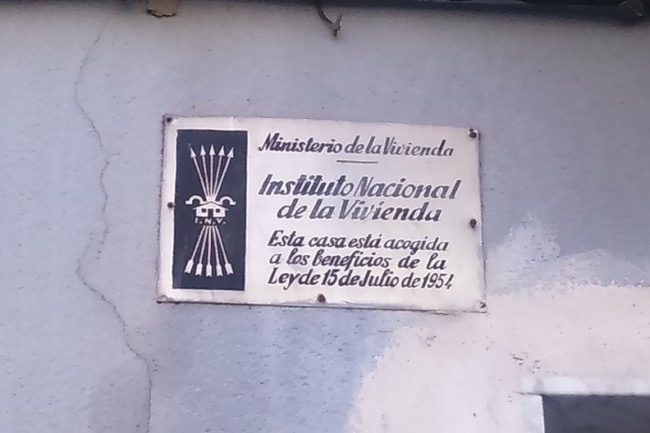 Ministerio de la Vivienda
Instituto Nacional
de la Vivienda
Esta casa está acogida
a los beneficios de la
Ley de 15 de Julio de 1954
I.N.V.